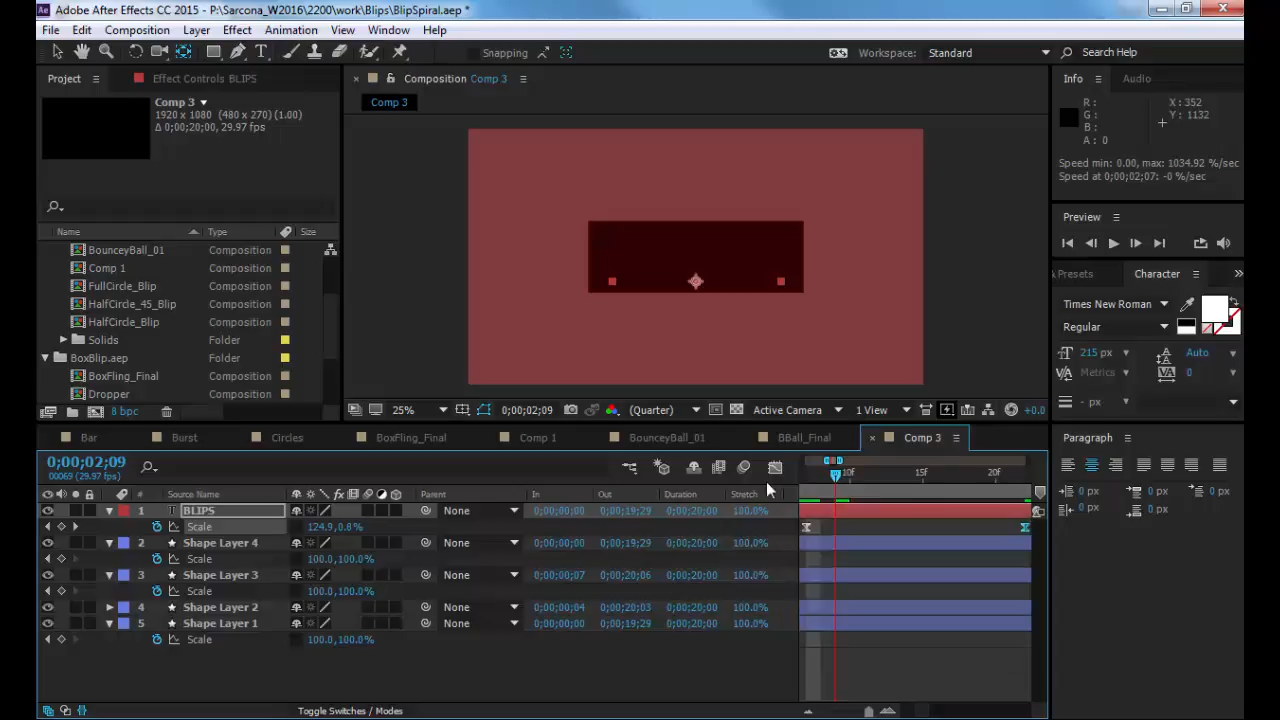 Adobe After Effects CC 2015 - P:\Sarcona_W2016\2200\work\Blips\BlipSpiral.aep *
File Edit Composition Layer Effect Animation View Window Help
Snapping Workspace: Standard Search Help
Project Effect Controls BLIPS Composition Comp 3 Info Audio
Comp 3
1920 x 1080 (480 x 270) (1.00)
Δ 0;00;20;00, 29.97 fps
Comp 3
R : X : 352
G : Y : 1132
B :
A : 0
Speed min: 0.00, max: 1034.92 %/sec
Speed at 0;00;02;07: -0 %/sec
Preview
Name Type Size
BounceyBall_01 Composition
Comp 1 Composition
FullCircle_Blip Composition
HalfCircle_45_Blip Composition
HalfCircle_Blip Composition
Solids Folder
BoxBlip.aep Folder
BoxFling_Final Composition
Dropper Composition
Presets Character
Times New Roman
Regular
215 px Auto
Metrics 0
- px
8 bpc
25% 0;00;02;09 (Quarter) Active Camera 1 View +0.0
Bar Burst Circles BoxFling_Final Comp 1 BounceyBall_01 BBall_Final Comp 3
Paragraph
0 px 0 px 0 px
0 px 0 px
0;00;02;09
00069 (29.97 fps)
10f 15f 20f
# Source Name Parent In Out Duration Stretch
1 T BLIPS None 0;00;00;00 0;00;19;29 0;00;20;00 100.0%
Scale 124.9,0.8%
2 Shape Layer 4 None 0;00;00;00 0;00;19;29 0;00;20;00 100.0%
Scale 100.0,100.0%
3 Shape Layer 3 None 0;00;00;07 0;00;20;06 0;00;20;00 100.0%
Scale 100.0,100.0%
4 Shape Layer 2 None 0;00;00;04 0;00;20;03 0;00;20;00 100.0%
5 Shape Layer 1 None 0;00;00;00 0;00;19;29 0;00;20;00 100.0%
Scale 100.0,100.0%
Toggle Switches / Modes